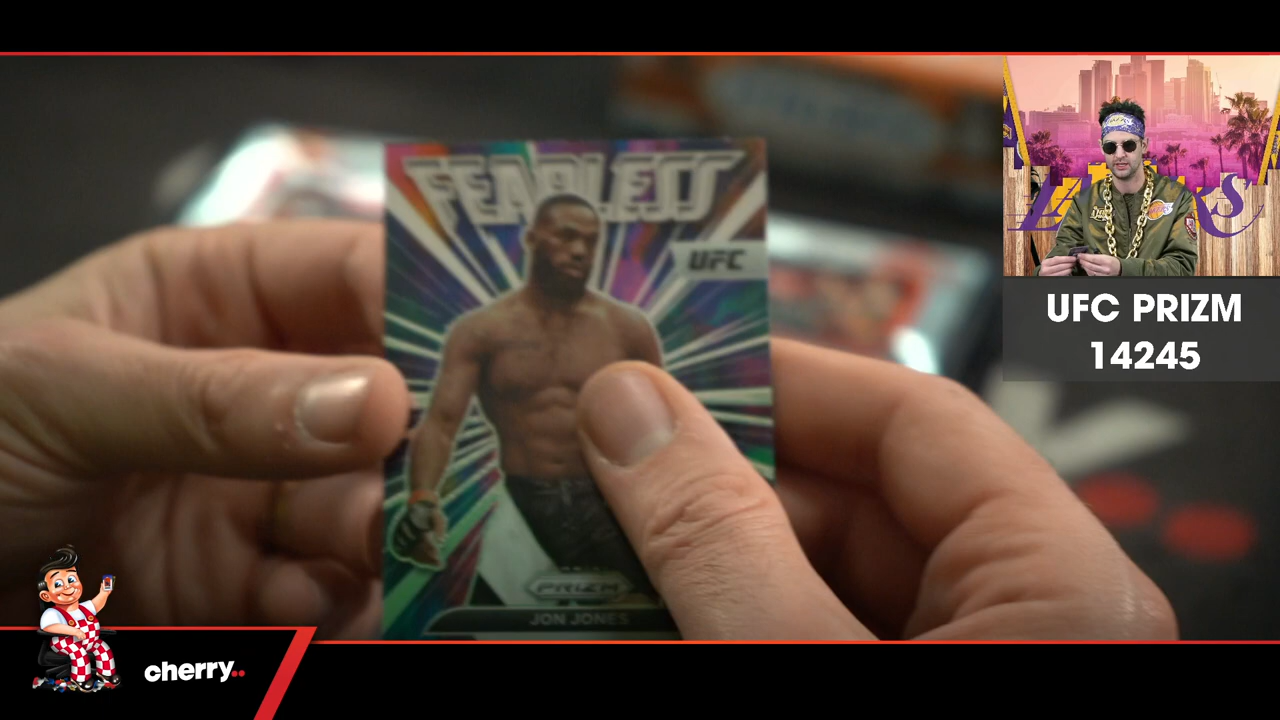 FEARLESS
UFC
PRIZM
JON JONES
UFC PRIZM
14245
cherry..